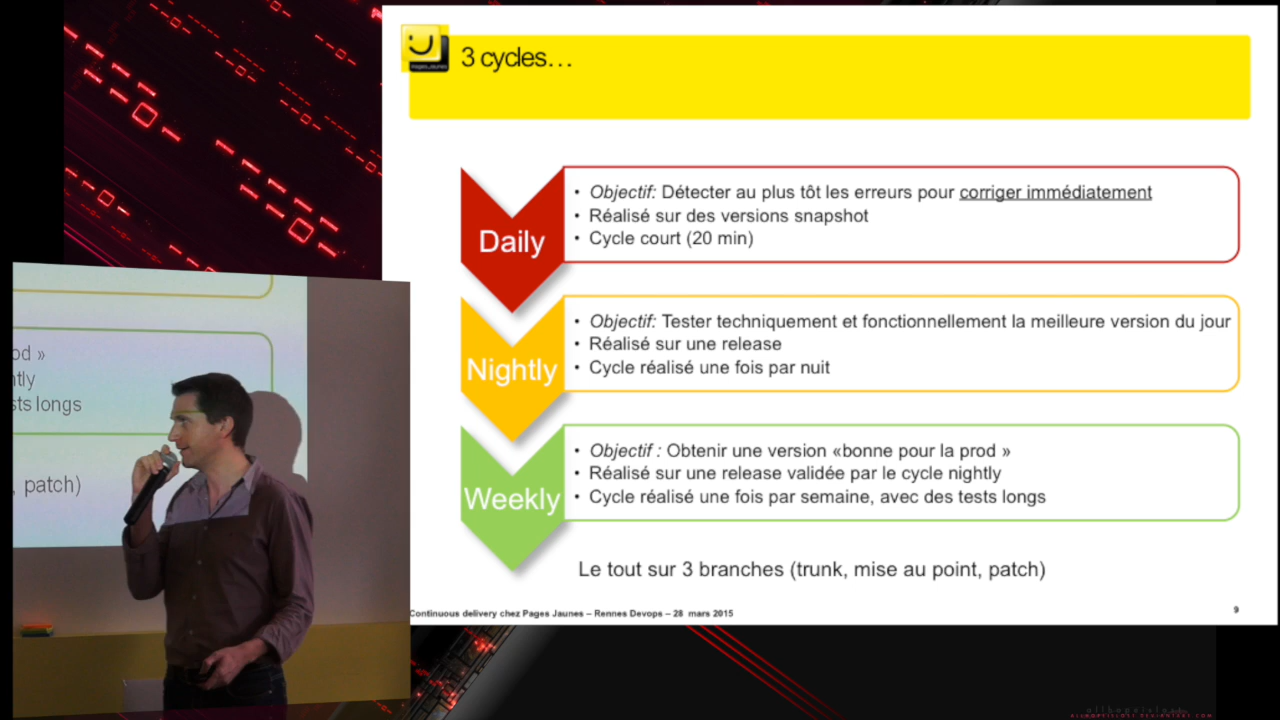 3 cycles…
PagesJaunes
Daily
• Objectif: Détecter au plus tôt les erreurs pour corriger immédiatement
• Réalisé sur des versions snapshot
• Cycle court (20 min)
Nightly
• Objectif: Tester techniquement et fonctionnellement la meilleure version du jour
• Réalisé sur une release
• Cycle réalisé une fois par nuit
Weekly
• Objectif : Obtenir une version «bonne pour la prod »
• Réalisé sur une release validée par le cycle nightly
• Cycle réalisé une fois par semaine, avec des tests longs
Le tout sur 3 branches (trunk, mise au point, patch)
Continuous delivery chez Pages Jaunes – Rennes Devops – 28 mars 2015
9
od »
ntly
sts longs
, patch)